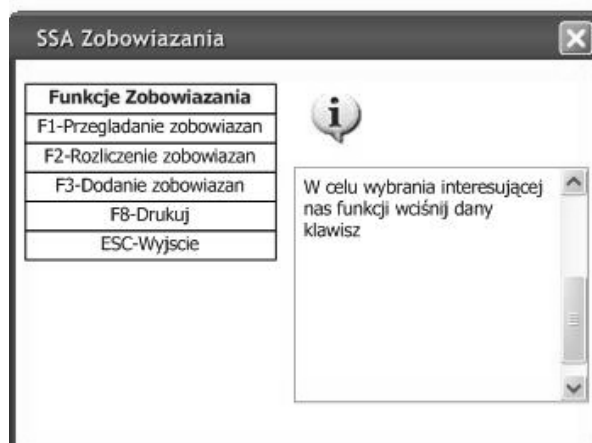 SSA Zobowiazania
Funkcje Zobowiazania
F1-Przegladanie zobowiazan
F2-Rozliczenie zobowiazan
F3-Dodanie zobowiazan
F8-Drukuj
ESC-Wyjscie
W celu wybrania interesującej
nas funkcji wciśnij dany
klawisz